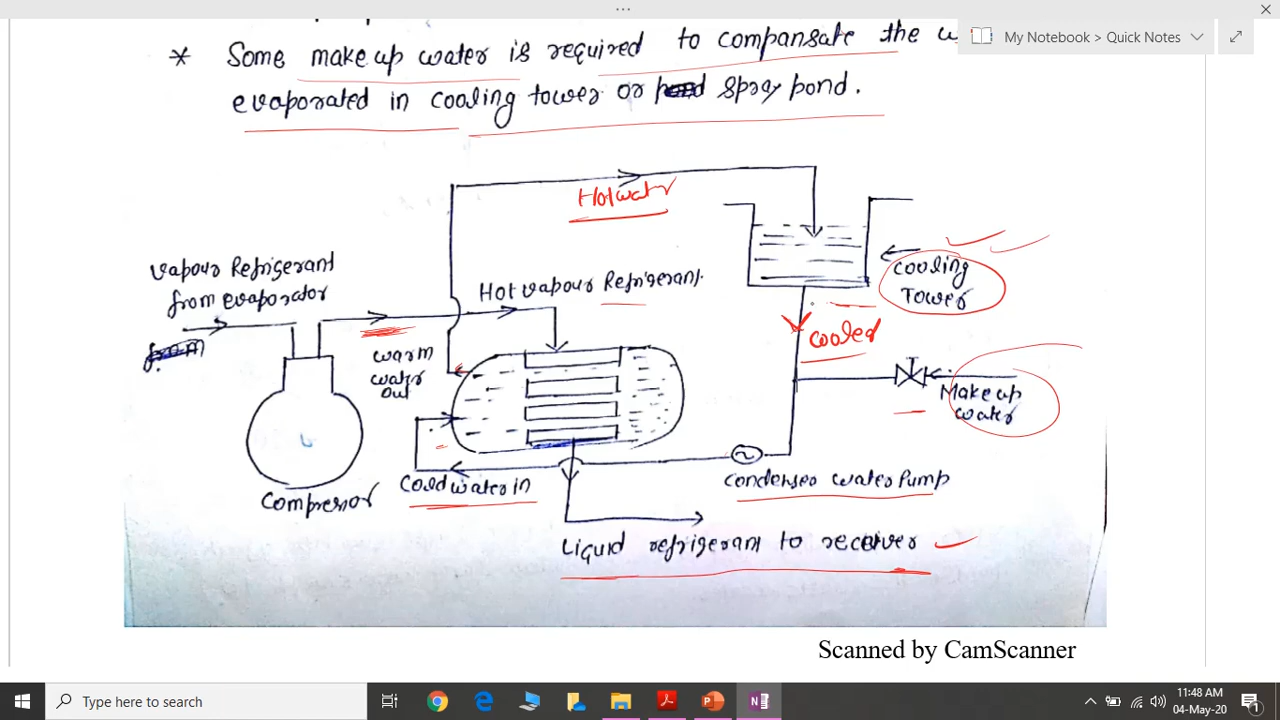 My Notebook > Quick Notes
* Some make up water is required to compansate the w
evaporated in cooling tower or spray pond.
Hot water
vapour Refrigerant
from evaporator
Hot vapour Refrigerant
cooling
Tower
cooled
warm
water
out
Make up
water
Compressor
Cold water in
Condenser water Pump
Liquid refrigerant to receiver
Scanned by CamScanner
Type here to search
11:48 AM
04-May-20
1